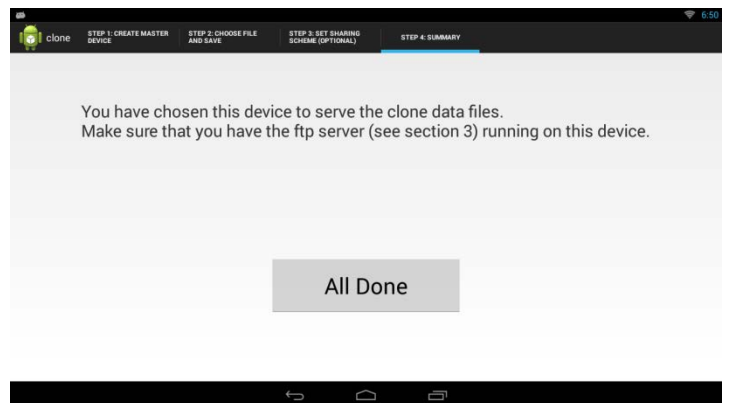 6:50
clone
STEP 1: CREATE MASTER
DEVICE
STEP 2: CHOOSE FILE
AND SAVE
STEP 3: SET SHARING
SCHEME (OPTIONAL)
STEP 4: SUMMARY
You have chosen this device to serve the clone data files.
Make sure that you have the ftp server (see section 3) running on this device.
All Done